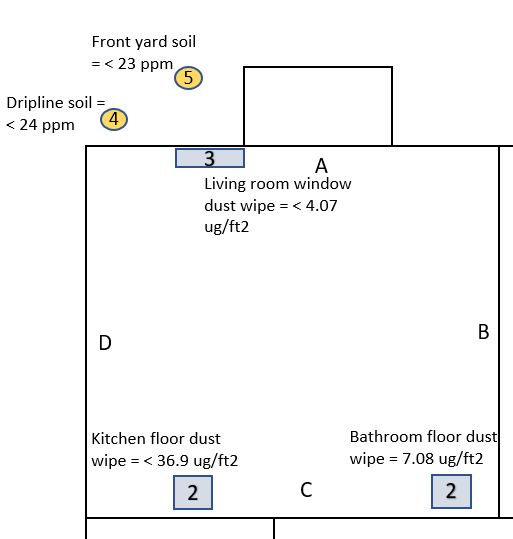 Front yard soil
= < 23 ppm
5
Dripline soil =
< 24 ppm
4
3
A
Living room window
dust wipe = < 4.07
ug/ft2
D
B
Kitchen floor dust
wipe = < 36.9 ug/ft2
2
C
Bathroom floor dust
wipe = 7.08 ug/ft2
2